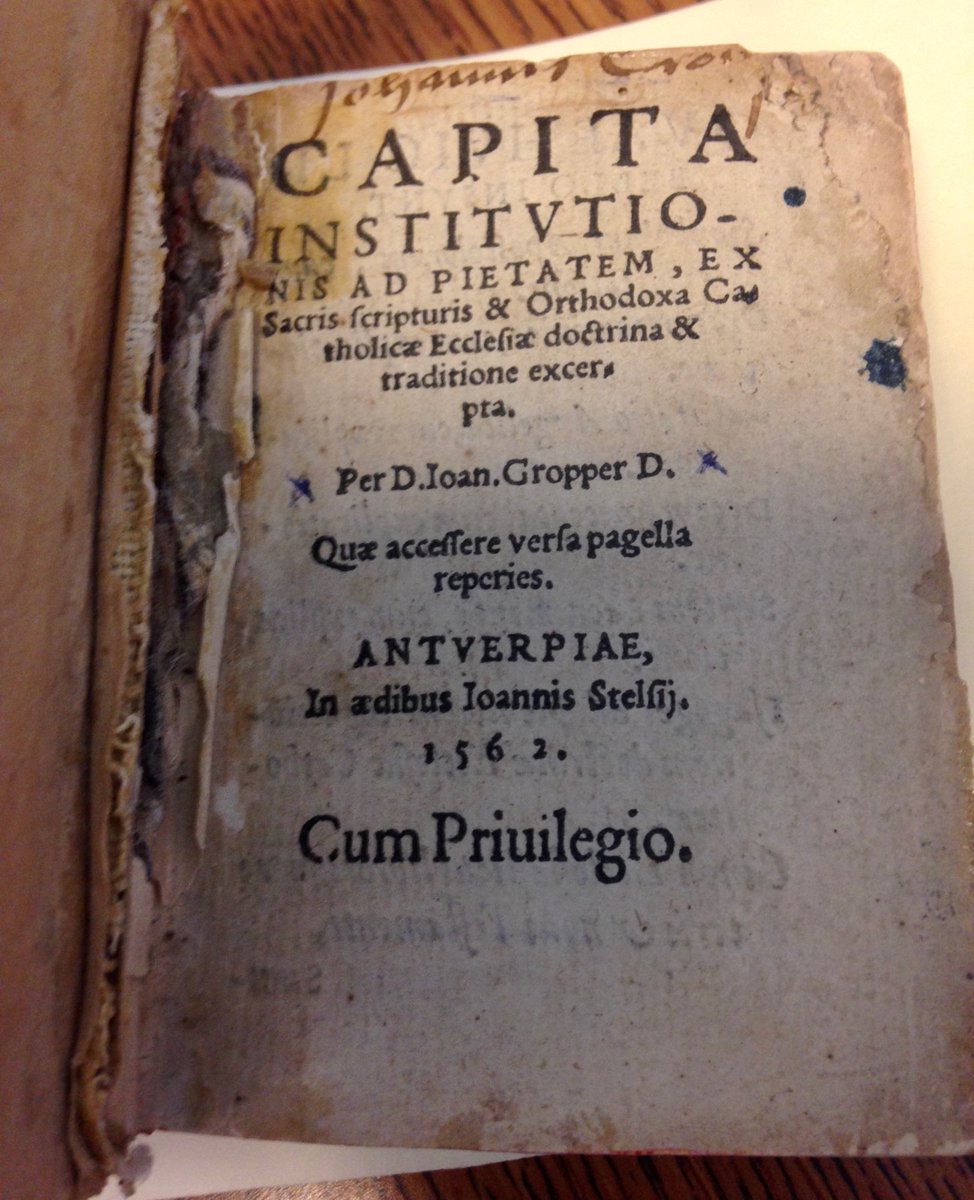 Johannis
CAPITA
INSTITVTIO-
NIS AD PIETATEM, EX
Sacris ſcripturis & Orthodoxa Ca-
tholicæ Eccleſiæ doctrina &
traditione excer-
pta.
Per D. Ioan. Gropper D.
Quæ acceſſere verſa pagella
reperies.
ANTVERPIAE,
In ædibus Ioannis Stelſij.
1562.
Cum Priuilegio.